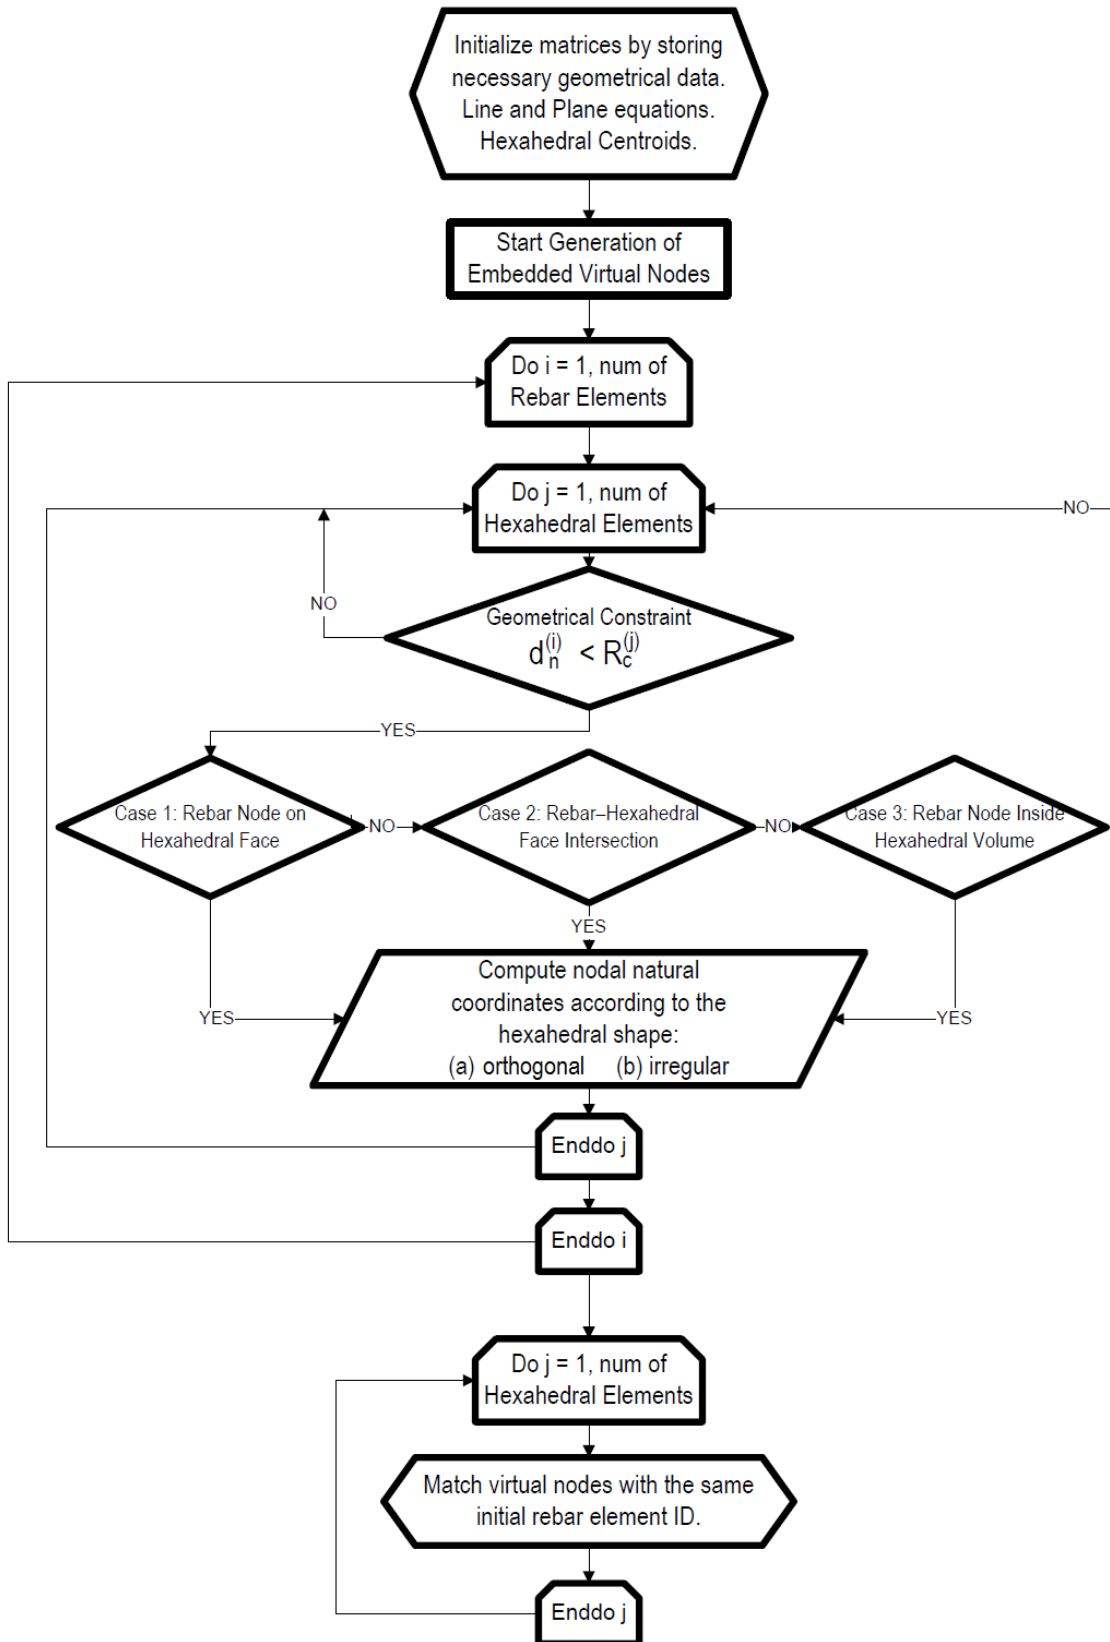 Initialize matrices by storing
necessary geometrical data.
Line and Plane equations.
Hexahedral Centroids.
Start Generation of
Embedded Virtual Nodes
Do i = 1, num of
Rebar Elements
Do j = 1, num of
Hexahedral Elements
NO
NO
Geometrical Constraint
d_n^(i) < R_c^(j)
YES
Case 1: Rebar Node on
Hexahedral Face
NO
Case 2: Rebar–Hexahedral
Face Intersection
NO
Case 3: Rebar Node Inside
Hexahedral Volume
YES
YES
YES
Compute nodal natural
coordinates according to the
hexahedral shape:
(a) orthogonal (b) irregular
Enddo j
Enddo i
Do j = 1, num of
Hexahedral Elements
Match virtual nodes with the same
initial rebar element ID.
Enddo j